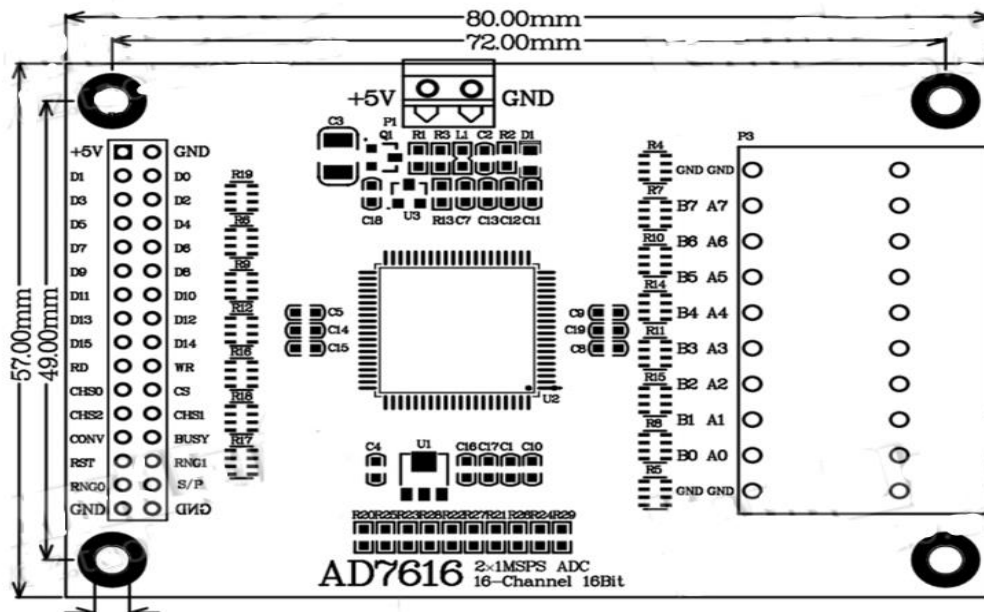 80.00mm
72.00mm
57.00mm
49.00mm
+5V GND
P1
C3 Q1 R1 R3 L1 C2 R2 D1
C18 U3 R13 C7 C13 C12 C11
+5V GND
D1 D0
D3 D2
D5 D4
D7 D6
D9 D8
D11 D10
D13 D12
D15 D14
RD WR
CHS0 CS
CHS2 CHS1
CONV BUSY
RST RNG1
RNG0 S/P
GND GND
R19
R6
R9
R12
R16
R18
R17
C5
C14
C15
C9
C19
C8
U2
R4
R7
R10
R14
R11
R15
R8
R5
P3
GND GND
B7 A7
B6 A6
B5 A5
B4 A4
B3 A3
B2 A2
B1 A1
B0 A0
GND GND
C4 U1 C16 C17 C1 C10
R20 R25 R23 R28 R22 R27 R21 R26 R24 R29
AD7616 2×1MSPS ADC
16-Channel 16Bit